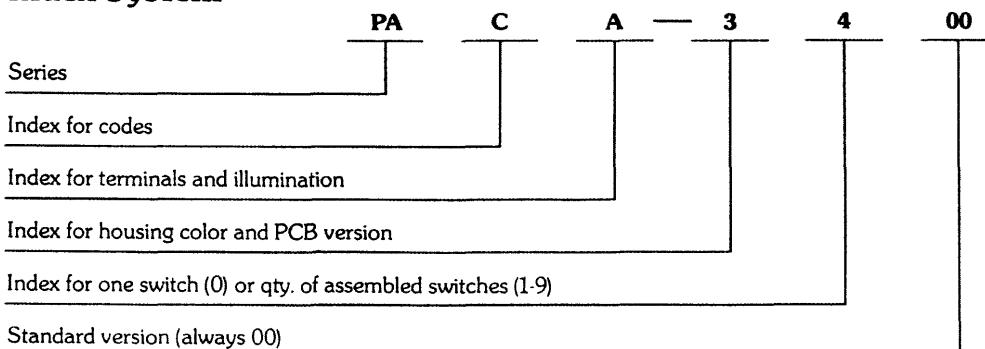 PA C A — 3 4 00
Series
Index for codes
Index for terminals and illumination
Index for housing color and PCB version
Index for one switch (0) or qty. of assembled switches (1-9)
Standard version (always 00)